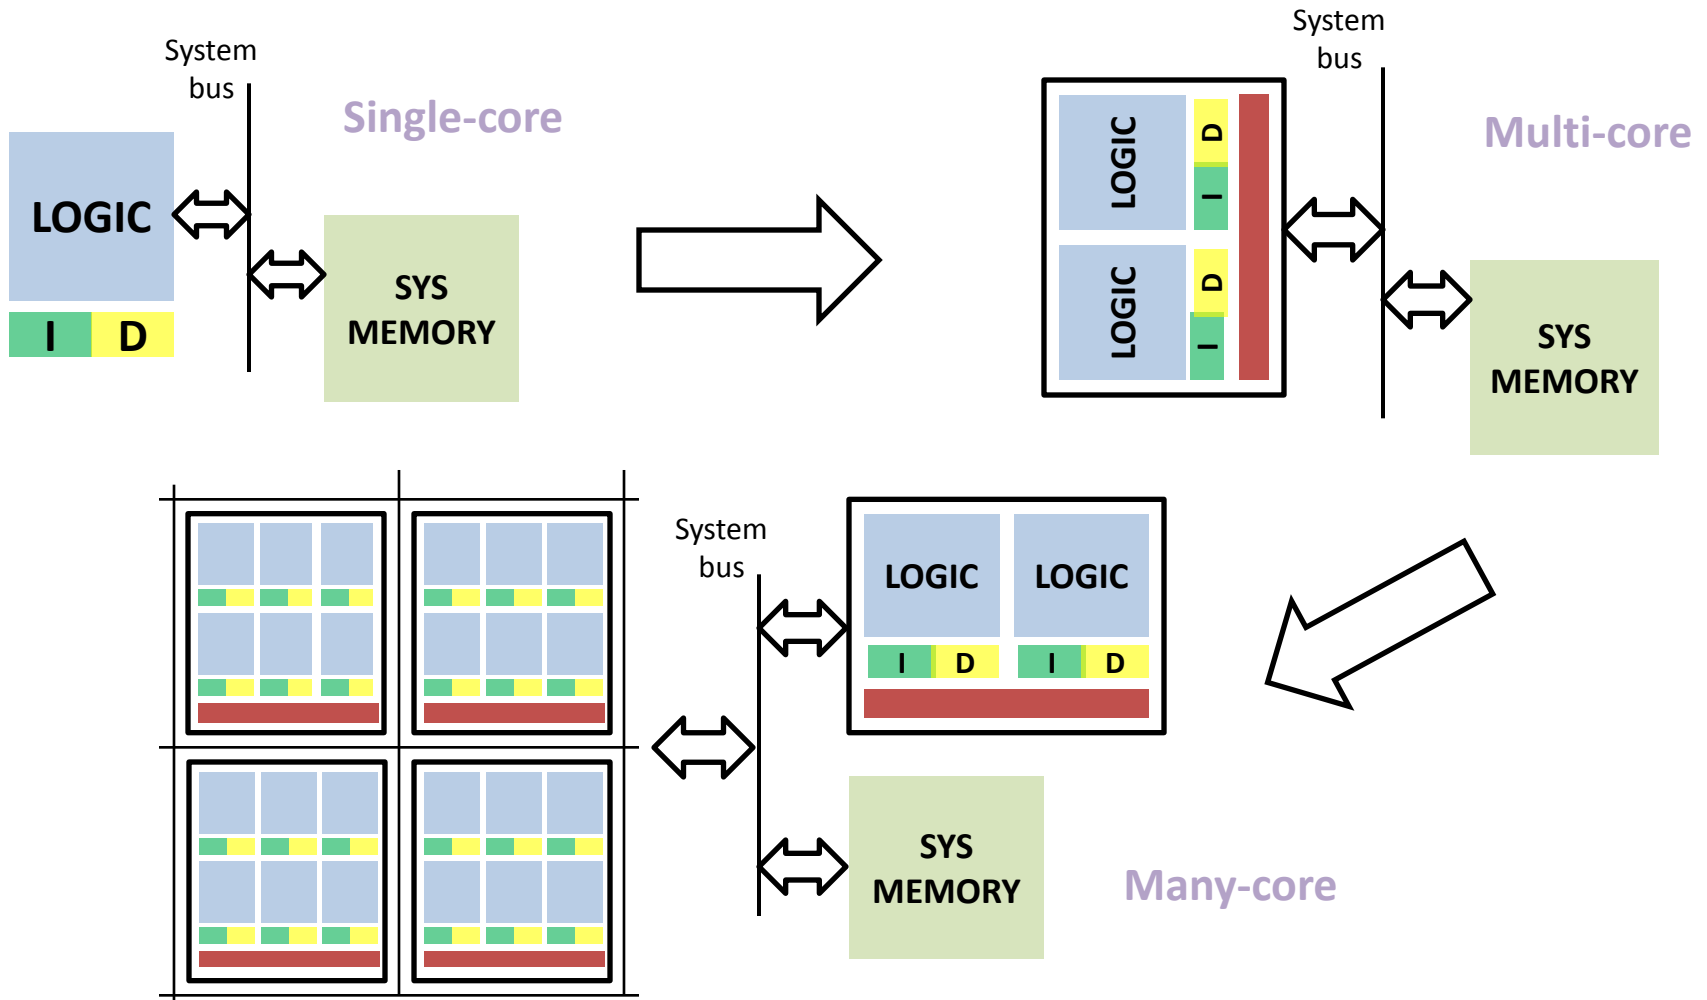 System
bus
Single-core
LOGIC
I D
SYS
MEMORY
System
bus
Multi-core
LOGIC
D
I
LOGIC
D
I
SYS
MEMORY
System
bus
LOGIC LOGIC
I D I D
SYS
MEMORY
Many-core